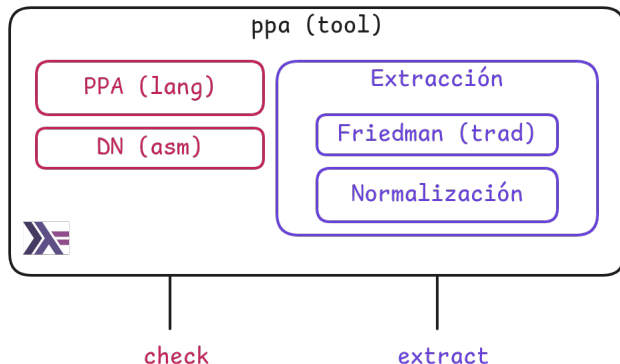 ppa (tool)
PPA (lang)
DN (asm)
Extracción
Friedman (trad)
Normalización
check
extract